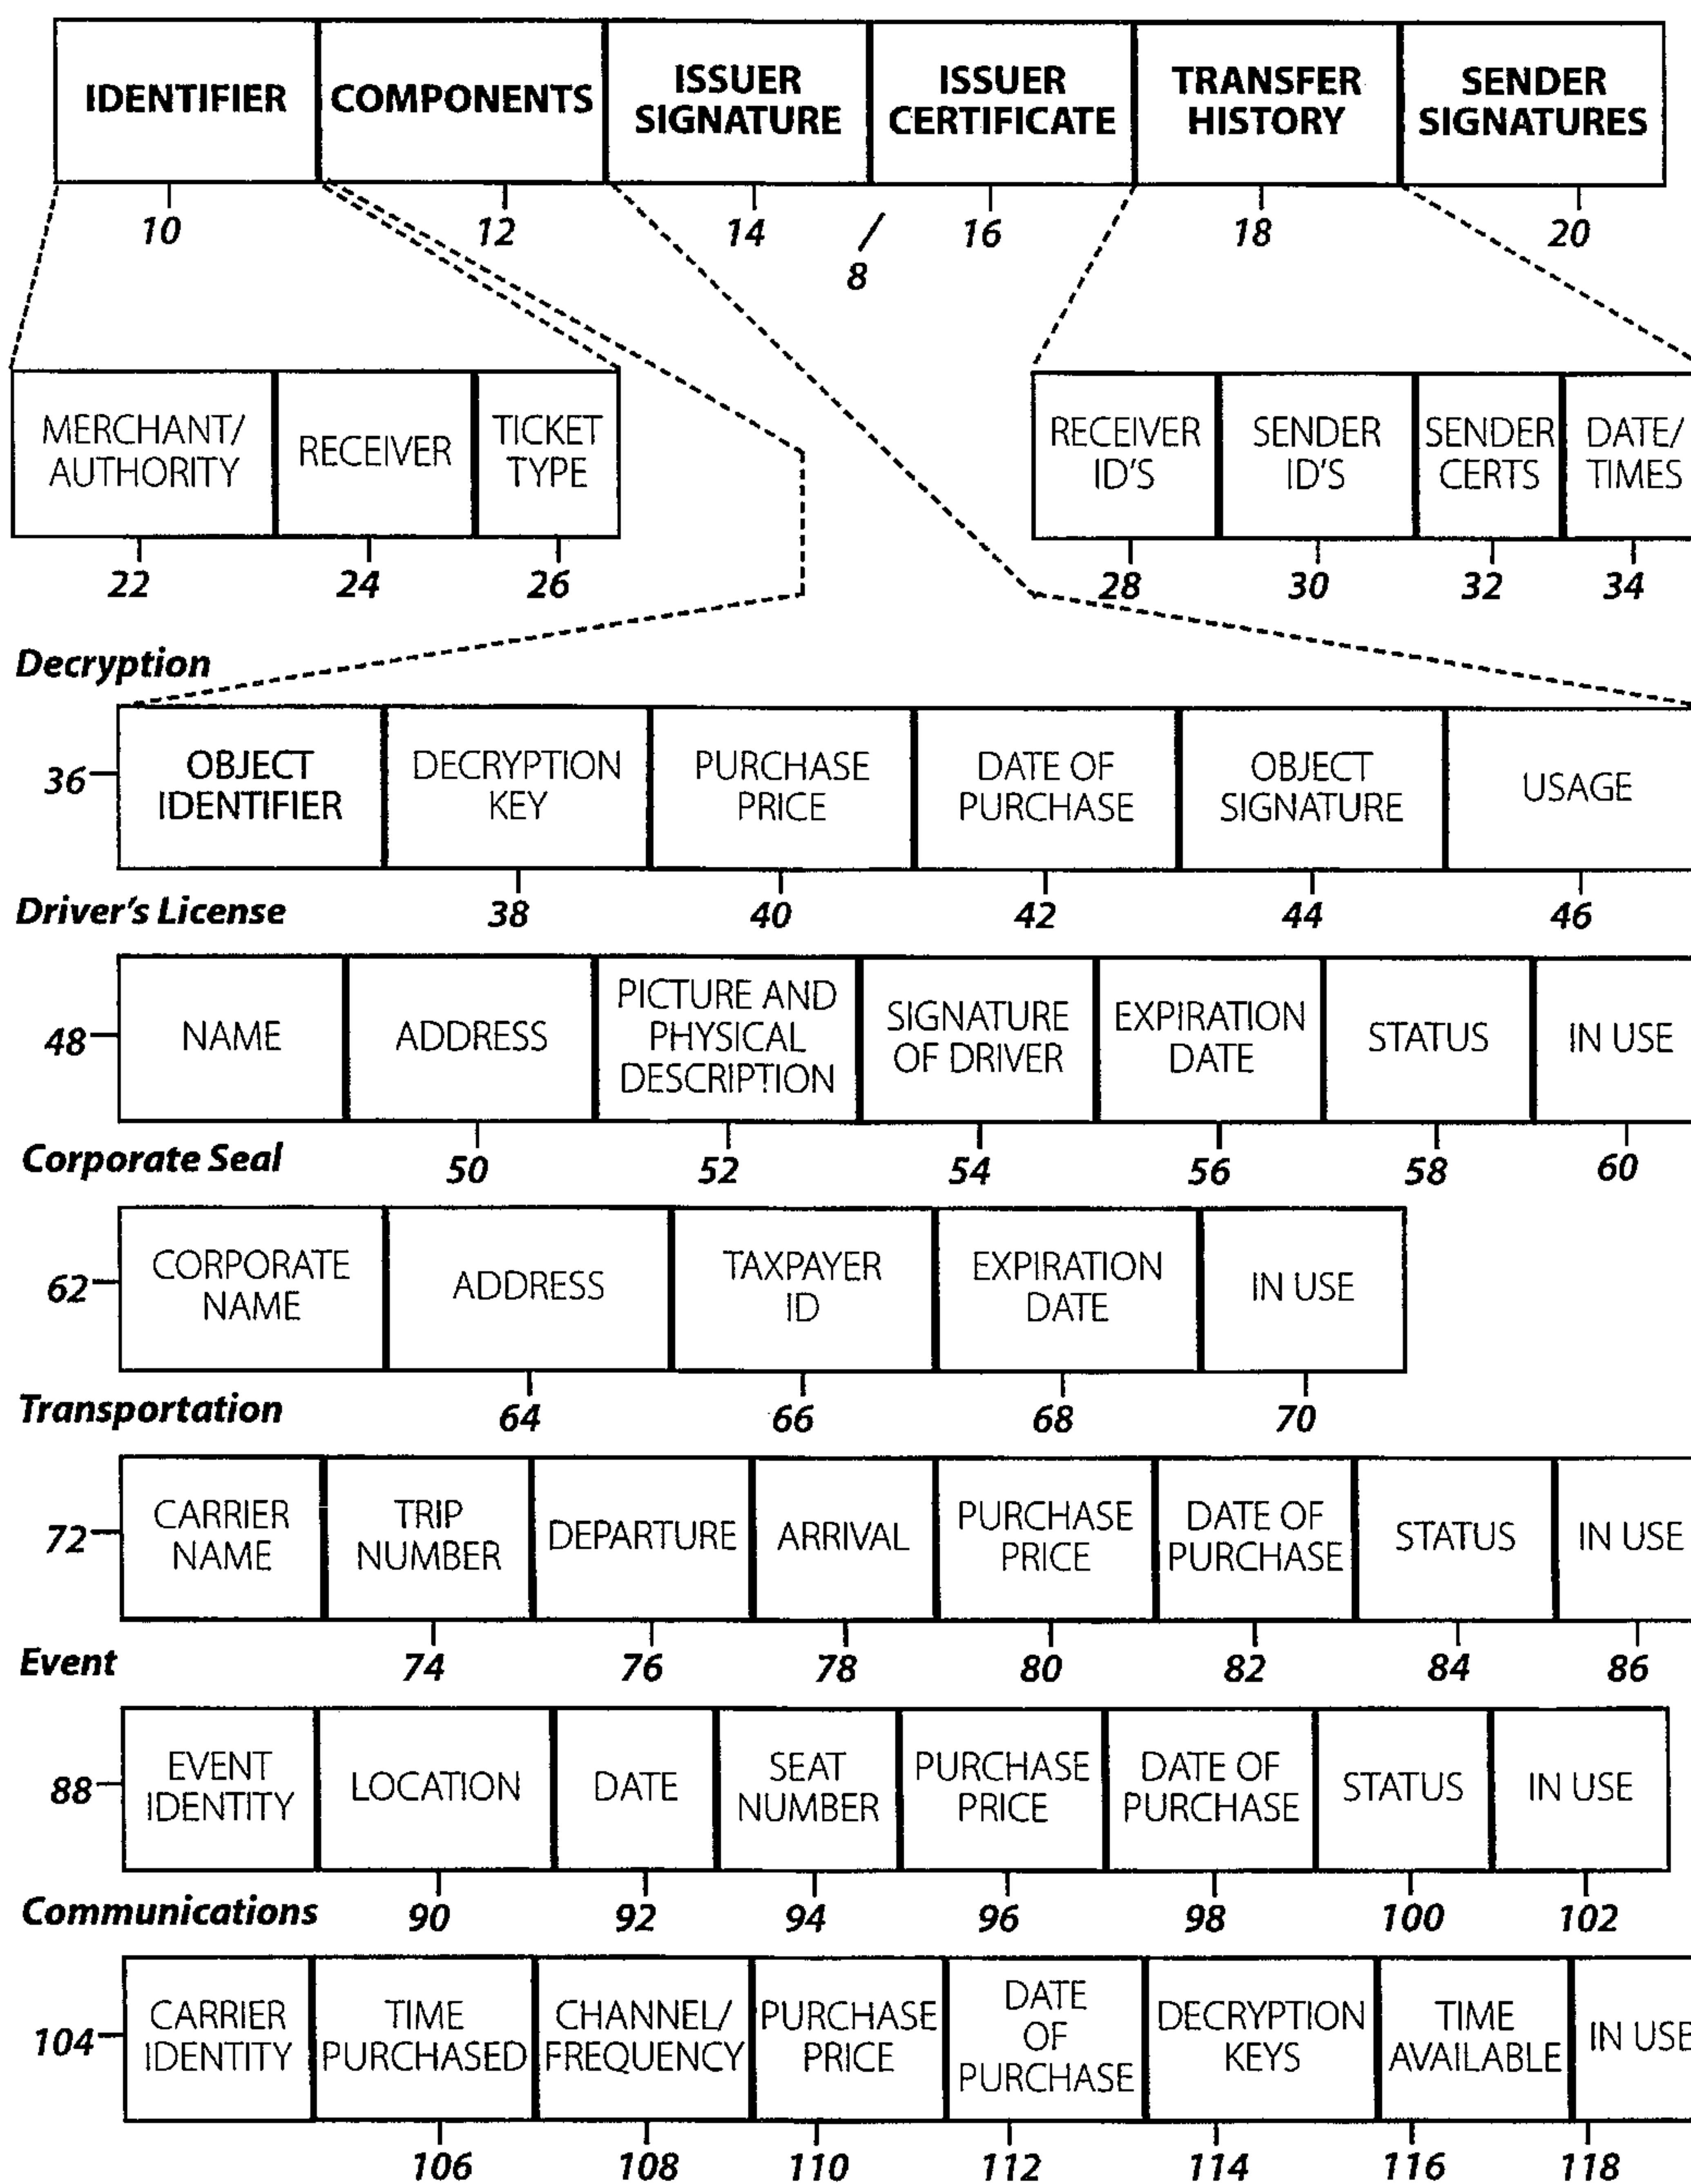 IDENTIFIER
COMPONENTS
ISSUER
SIGNATURE
ISSUER
CERTIFICATE
TRANSFER
HISTORY
SENDER
SIGNATURES
10
12
14
8
16
18
20
MERCHANT/
AUTHORITY
RECEIVER
TICKET
TYPE
RECEIVER
ID'S
SENDER
ID'S
SENDER
CERTS
DATE/
TIMES
22
24
26
28
30
32
34
Decryption
36
OBJECT
IDENTIFIER
DECRYPTION
KEY
PURCHASE
PRICE
DATE OF
PURCHASE
OBJECT
SIGNATURE
USAGE
38
40
42
44
46
Driver's License
48
NAME
ADDRESS
PICTURE AND
PHYSICAL
DESCRIPTION
SIGNATURE
OF DRIVER
EXPIRATION
DATE
STATUS
IN USE
50
52
54
56
58
60
Corporate Seal
62
CORPORATE
NAME
ADDRESS
TAXPAYER
ID
EXPIRATION
DATE
IN USE
64
66
68
70
Transportation
72
CARRIER
NAME
TRIP
NUMBER
DEPARTURE
ARRIVAL
PURCHASE
PRICE
DATE OF
PURCHASE
STATUS
IN USE
74
76
78
80
82
84
86
Event
88
EVENT
IDENTITY
LOCATION
DATE
SEAT
NUMBER
PURCHASE
PRICE
DATE OF
PURCHASE
STATUS
IN USE
90
92
94
96
98
100
102
Communications
104
CARRIER
IDENTITY
TIME
PURCHASED
CHANNEL/
FREQUENCY
PURCHASE
PRICE
DATE
OF
PURCHASE
DECRYPTION
KEYS
TIME
AVAILABLE
IN USE
106
108
110
112
114
116
118